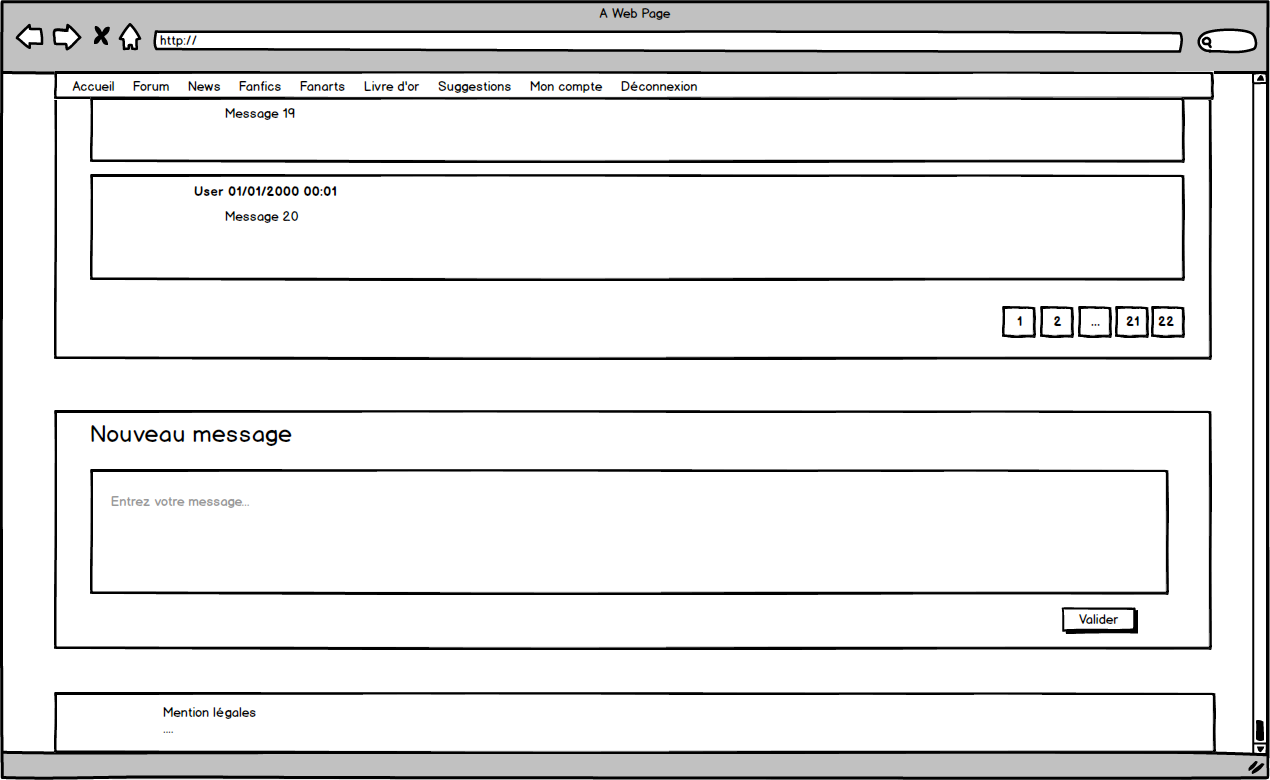 A Web Page
http://
Accueil Forum News Fanfics Fanarts Livre d'or Suggestions Mon compte Déconnexion
Message 19
User 01/01/2000 00:01
Message 20
1 2 ... 21 22
Nouveau message
Entrez votre message...
Valider
Mention légales
....